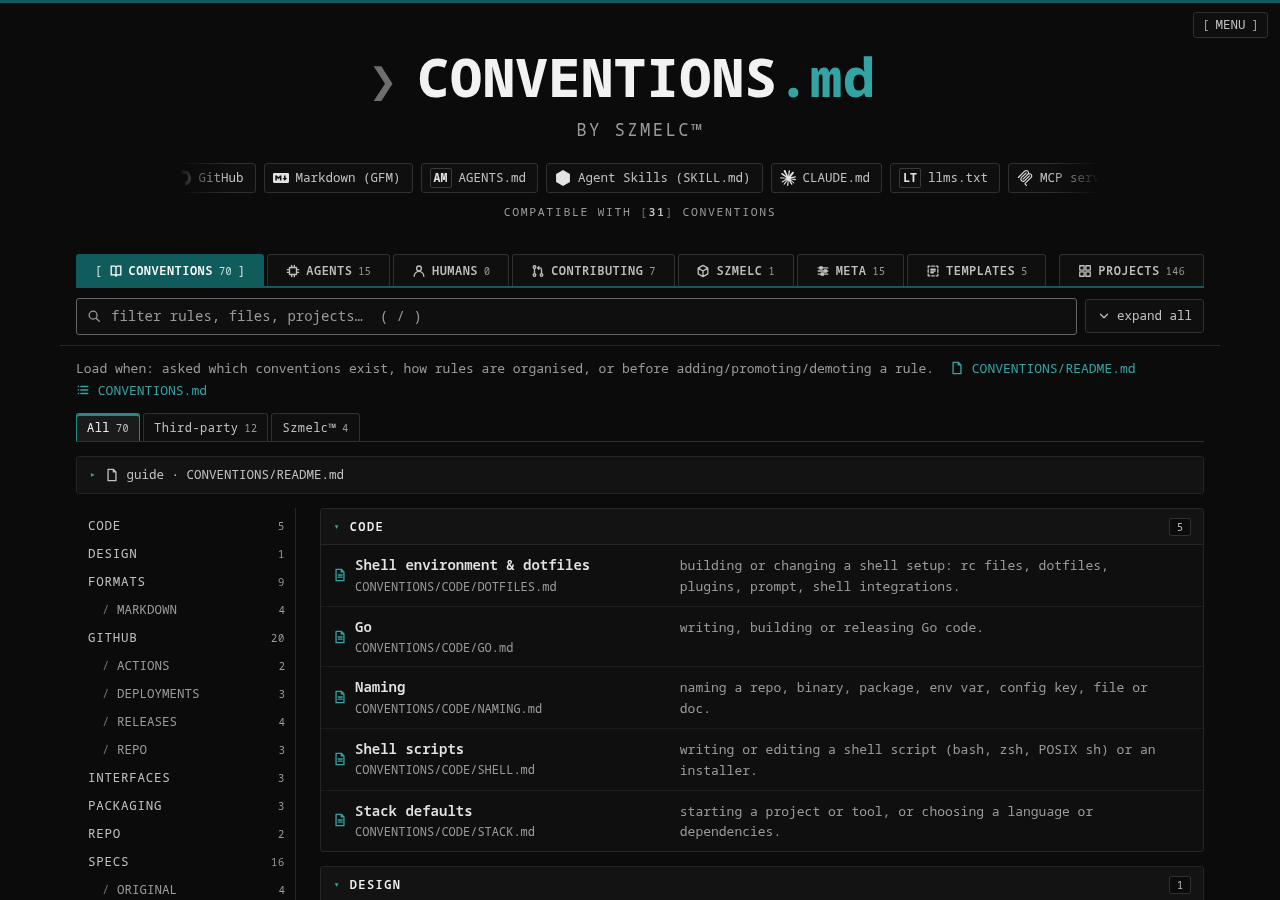 [ MENU ]
❯ CONVENTIONS.md
BY SZMELC™
GitHub Markdown (GFM) AM AGENTS.md Agent Skills (SKILL.md) CLAUDE.md LT llms.txt MCP
COMPATIBLE WITH [31] CONVENTIONS
[ CONVENTIONS 70 ] AGENTS 15 HUMANS 0 CONTRIBUTING 7 SZMELC 1 META 15 TEMPLATES 5 PROJECTS 146
filter rules, files, projects… ( / ) expand all
Load when: asked which conventions exist, how rules are organised, or before adding/promoting/demoting a rule. CONVENTIONS/README.md
CONVENTIONS.md
All 70 Third-party 12 Szmelc™ 4
▸ guide · CONVENTIONS/README.md
CODE 5
DESIGN 1
FORMATS 9
/ MARKDOWN 4
GITHUB 20
/ ACTIONS 2
/ DEPLOYMENTS 3
/ RELEASES 4
/ REPO 3
INTERFACES 3
PACKAGING 3
REPO 2
SPECS 16
/ ORIGINAL 4
▾ CODE 5
Shell environment & dotfiles
CONVENTIONS/CODE/DOTFILES.md
building or changing a shell setup: rc files, dotfiles,
plugins, prompt, shell integrations.
Go
CONVENTIONS/CODE/GO.md
writing, building or releasing Go code.
Naming
CONVENTIONS/CODE/NAMING.md
naming a repo, binary, package, env var, config key, file or
doc.
Shell scripts
CONVENTIONS/CODE/SHELL.md
writing or editing a shell script (bash, zsh, POSIX sh) or an
installer.
Stack defaults
CONVENTIONS/CODE/STACK.md
starting a project or tool, or choosing a language or
dependencies.
▾ DESIGN 1